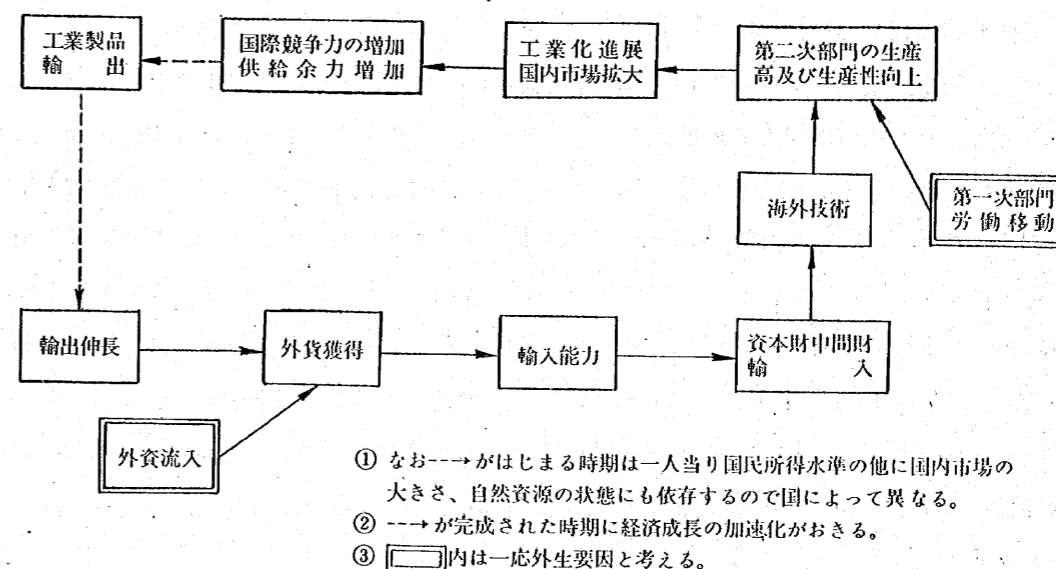 工業製品
輸出
国際競争力の増加
供給余力増加
工業化進展
国内市場拡大
第二次部門の生産
高及び生産性向上
海外技術
第一次部門
労働移動
輸出伸長
外貨獲得
輸入能力
資本財中間財
輸入
外資流入
① なお--→がはじまる時期は一人当り国民所得水準の他に国内市場の
大きさ、自然資源の状態にも依存するので国によって異なる。
② --→が完成された時期に経済成長の加速化がおきる。
③ 内は一応外生要因と考える。